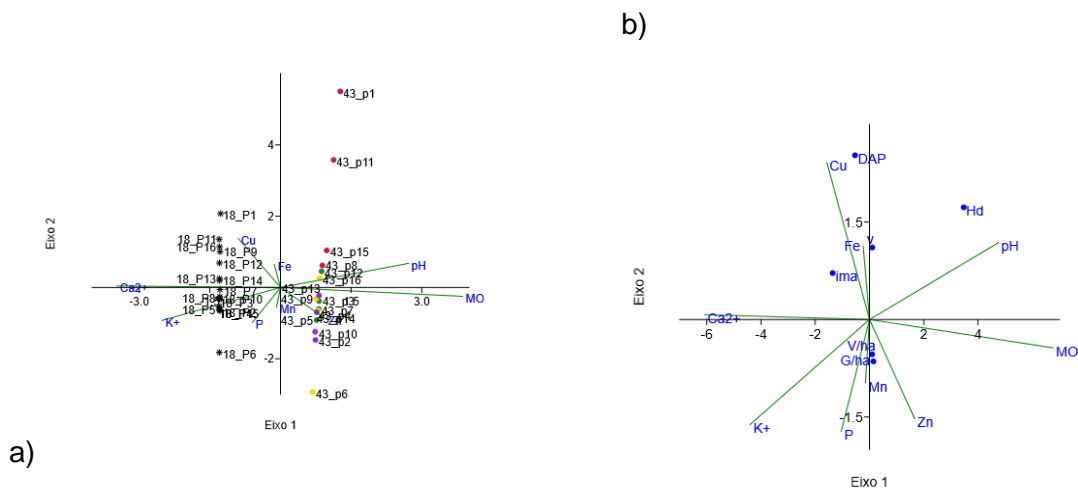 b)
43_p1
4
43_p11
Eixo 2
2
18_P1
18_P11
Cu
18_P16
18_P9
43_p15
18_P12
Fe
43_p8
43_p12
pH
18_P13
18_P14
43_p16
Ca2+
-3.0
18_P7
43_p13
3.0
MO
18_P8
43_p9
K+
P
Mn
43_p5
43_p10
43_p2
18_P6
-2
43_p6
Eixo 1
a)
DAP
Cu
Hd
1.5
Fe
v
pH
ima
Eixo 2
Ca2+
-4
-2
2
4
V/ha
MO
G/ha
Mn
-1.5
Zn
K+
P
Eixo 1